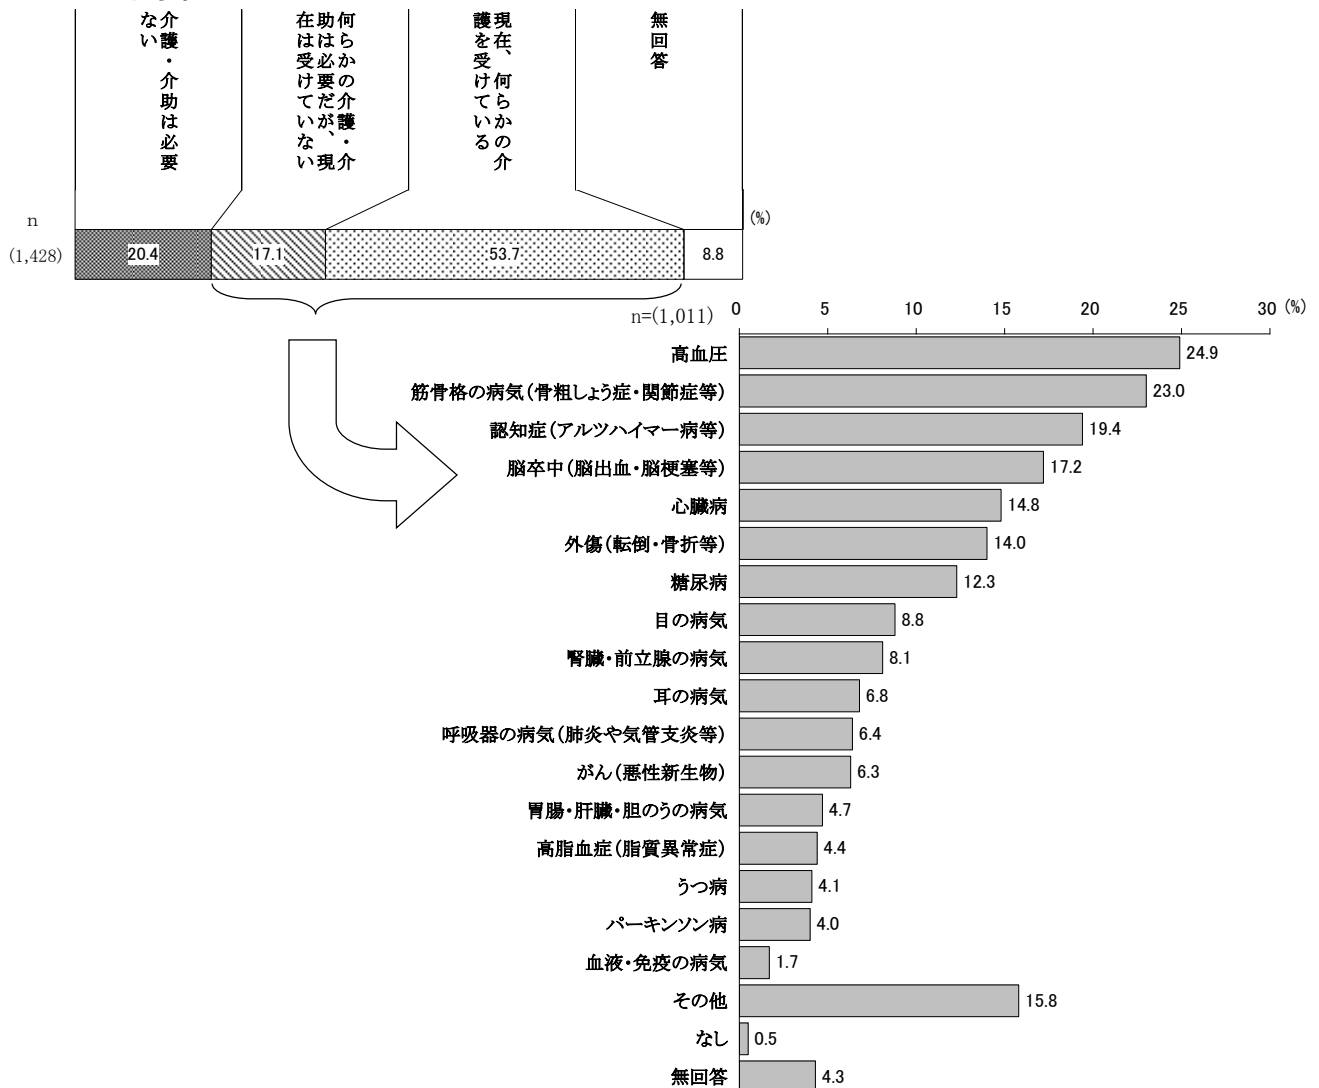 介護・介助は必要
ない
何らかの介護・介
助は必要だが、現
在は受けていない
現在、何らかの介
護を受けている
無回答
(%)
n
(1,428)
20.4
17.1
53.7
8.8
n=(1,011)
0 5 10 15 20 25 30 (%)
高血圧 24.9
筋骨格の病気(骨粗しょう症・関節症等) 23.0
認知症(アルツハイマー病等) 19.4
脳卒中(脳出血・脳梗塞等) 17.2
心臓病 14.8
外傷(転倒・骨折等) 14.0
糖尿病 12.3
目の病気 8.8
腎臓・前立腺の病気 8.1
耳の病気 6.8
呼吸器の病気(肺炎や気管支炎等) 6.4
がん(悪性新生物) 6.3
胃腸・肝臓・胆のうの病気 4.7
高脂血症(脂質異常症) 4.4
うつ病 4.1
パーキンソン病 4.0
血液・免疫の病気 1.7
その他 15.8
なし 0.5
無回答 4.3